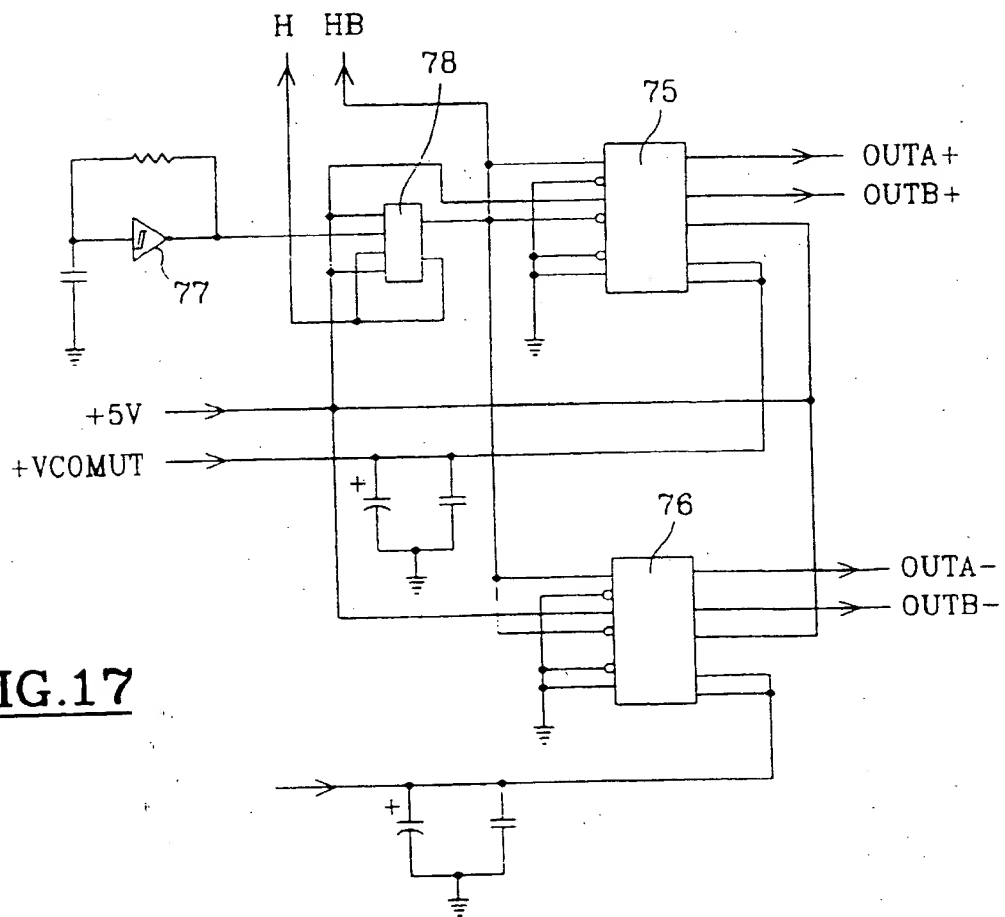 H HB
78
75
OUTA+
OUTB+
77
+5V
+VCOMUT
+
76
OUTA-
OUTB-
IG.17
+